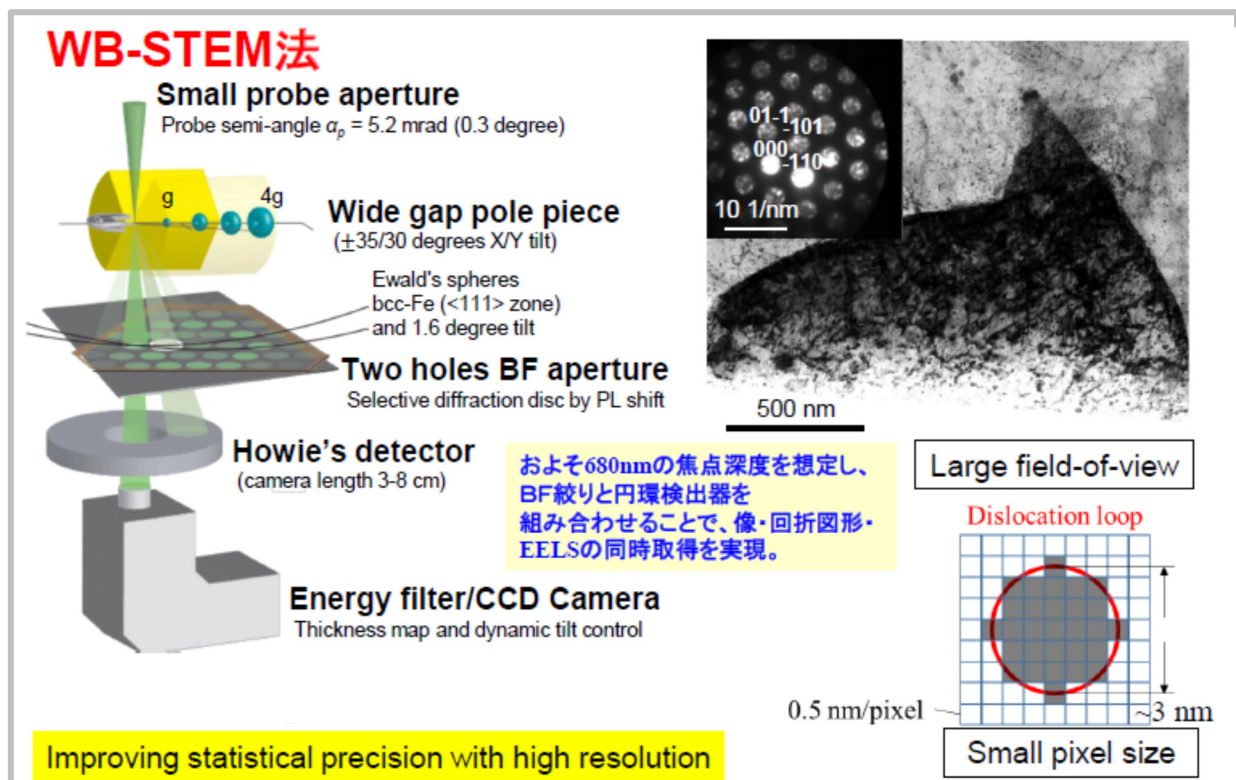 WB-STEM法
Small probe aperture
Probe semi-angle αp = 5.2 mrad (0.3 degree)
g
4g
Wide gap pole piece
(±35/30 degrees X/Y tilt)
Ewald's spheres
bcc-Fe (<111> zone)
and 1.6 degree tilt
Two holes BF aperture
Selective diffraction disc by PL shift
Howie's detector
(camera length 3-8 cm)
Energy filter/CCD Camera
Thickness map and dynamic tilt control
01-1
-101
000
-110
10 1/nm
500 nm
およそ680nmの焦点深度を想定し、
BF絞りと円環検出器を
組み合わせることで、像・回折図形・
EELSの同時取得を実現。
Large field-of-view
Dislocation loop
0.5 nm/pixel
~3 nm
Small pixel size
Improving statistical precision with high resolution